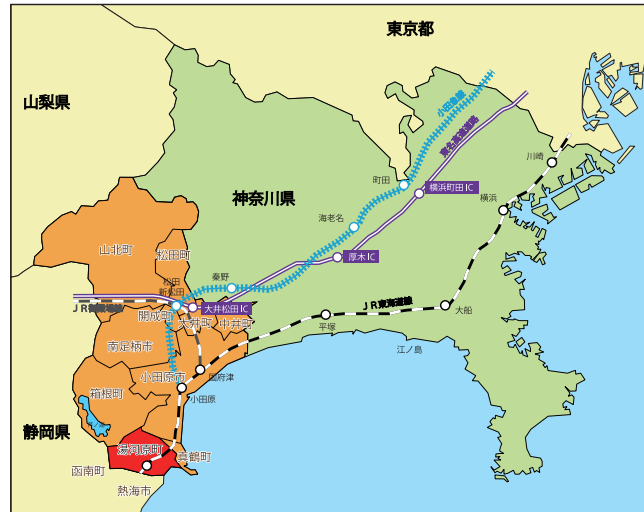 東京都
山梨県
小田急線
東名高速道路
川崎
町田
横浜町田IC
神奈川県
横浜
海老名
山北町
松田町
厚木IC
秦野
松田
新松田
JR御殿場線
大井松田IC
JR東海道線
開成町
大井町
中井町
大船
平塚
南足柄市
江ノ島
小田原市
国府津
箱根町
小田原
静岡県
湯河原町
真鶴町
函南町
熱海市